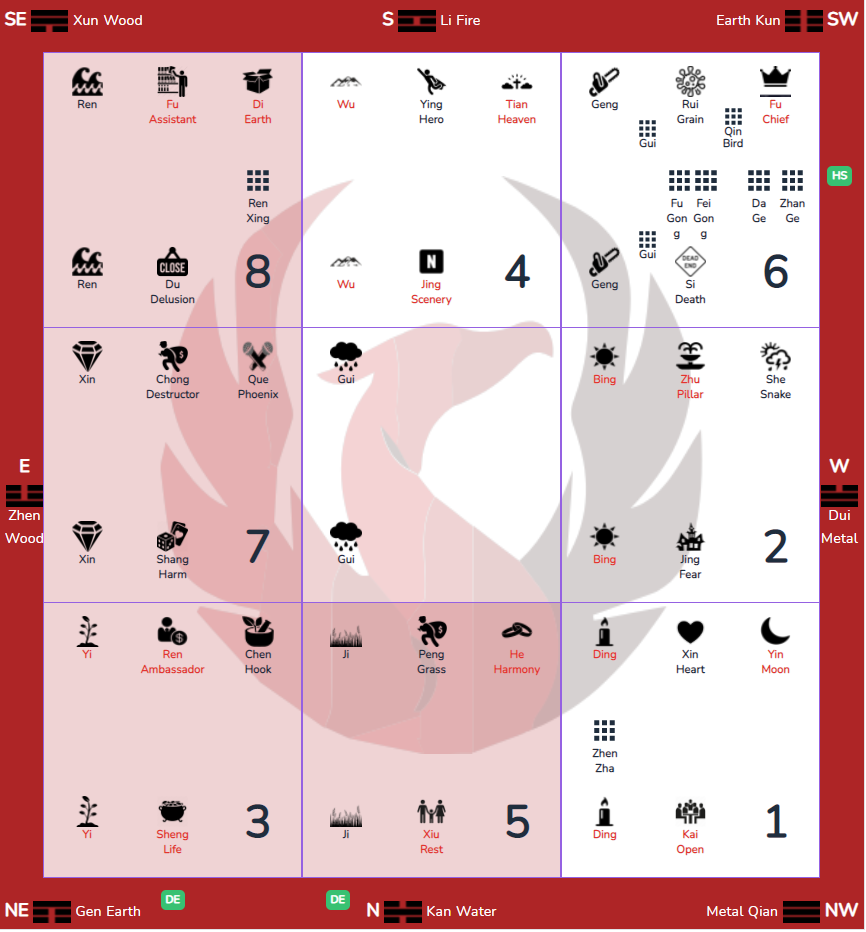 SE Xun Wood S Li Fire Earth Kun SW
Ren Fu Di
Assistant Earth
Ren
Xing
Ren Du 8
CLOSE
Delusion
Wu Ying Tian
Hero Heaven
Wu Jing 4
N
Scenery
Geng Rui Fu
Grain Chief
Gui Qin
Bird
HS
Fu Fei Da Zhan
Gon Gon Ge Ge
g g
Gui
DEAD
END
Geng Si 6
Death
Xin Chong Que
Destructor Phoenix
E
Zhen
Wood
Xin Shang 7
Harm
Gui
Gui
Bing Zhu She
Pillar Snake
W
Dui
Metal
Bing Jing 2
Fear
Yi Ren Chen
Ambassador Hook
Yi Sheng 3
Life
Ji Peng He
Grass Harmony
Ji Xiu 5
Rest
Ding Xin Yin
Heart Moon
Zhen
Zha
Ding Kai 1
Open
DE DE
NE Gen Earth N Kan Water Metal Qian NW